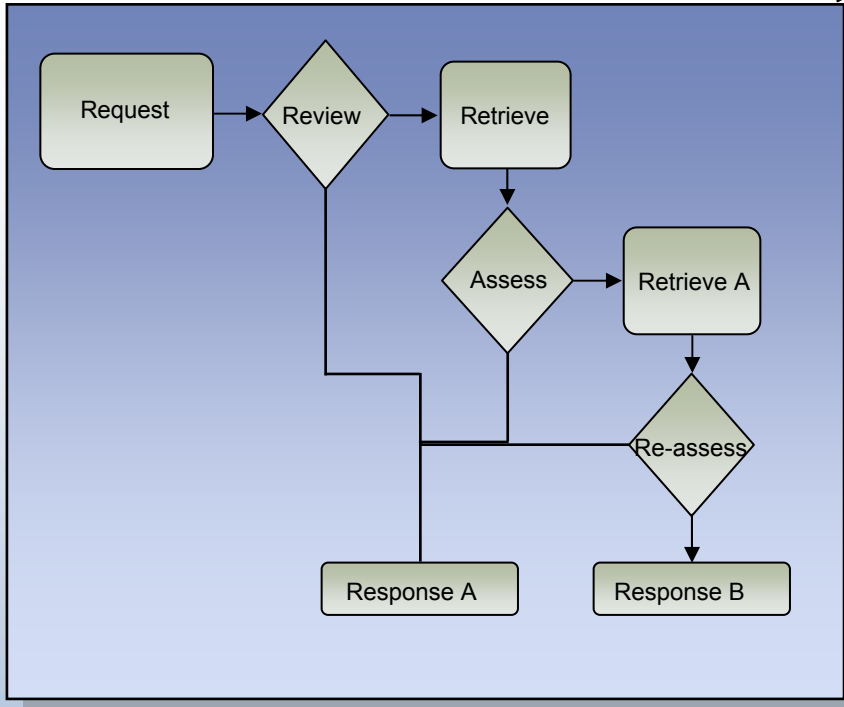 Request
Review
Retrieve
Assess
Retrieve A
Re-assess
Response A
Response B